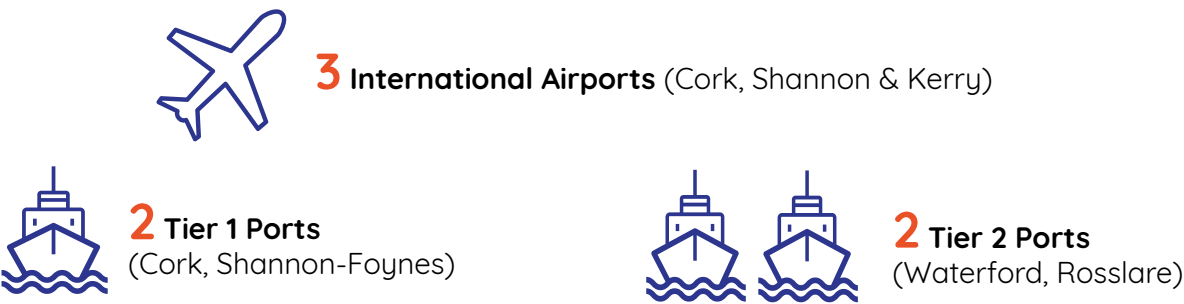 3 International Airports (Cork, Shannon & Kerry)
2 Tier 1 Ports
(Cork, Shannon-Foynes)
2 Tier 2 Ports
(Waterford, Rosslare)